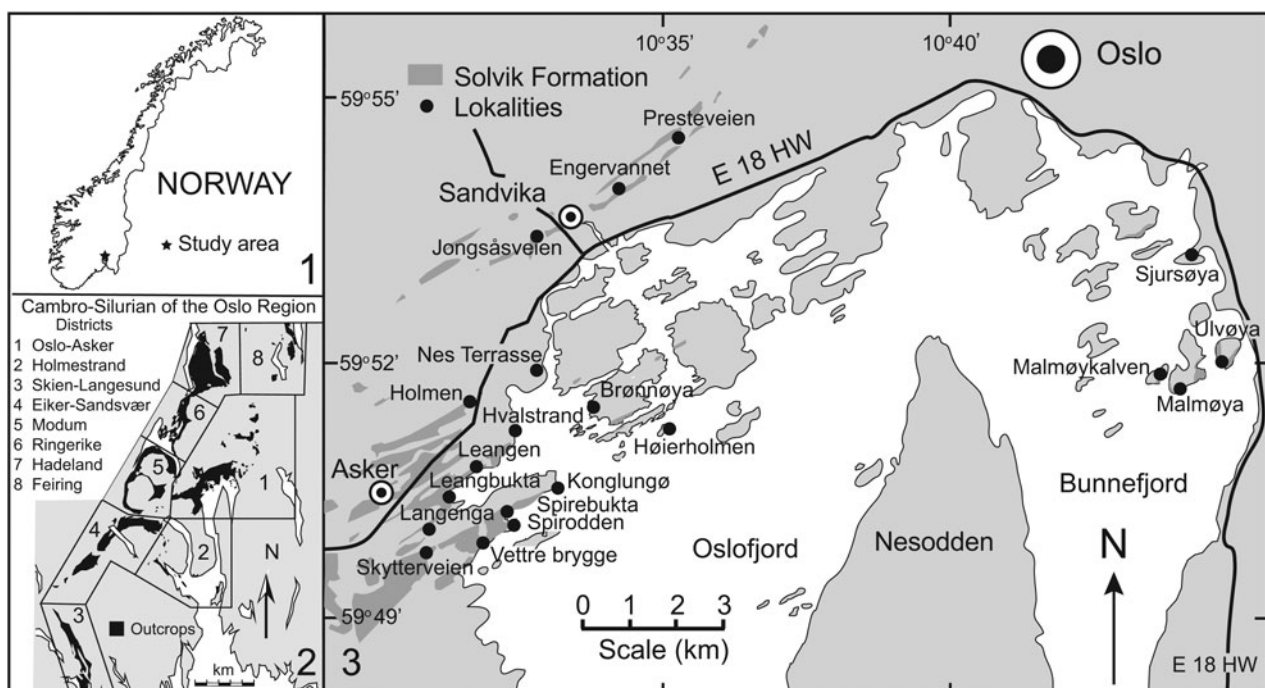 NORWAY
Study area
1
Cambro-Silurian of the Oslo Region
Districts
1 Oslo-Asker
2 Holmestrand
3 Skien-Langesund
4 Eiker-Sandsvær
5 Modum
6 Ringerike
7 Hadeland
8 Feiring
7
8
6
5
1
4
2
N
3
Outcrops
km
2
10°35'
10°40'
Oslo
Solvik Formation
59°55'
Lokalities
Presteveien
E 18 HW
Engervannet
Sandvika
Jongsåsveien
Sjursøya
Ulvøya
59°52'
Nes Terrasse
Malmøykalven
Holmen
Brønnøya
Malmøya
Hvalstrand
Høierholmen
Leangen
Asker
Leangbukta
Konglungø
Bunnefjord
Spirebukta
Langenga
Spirodden
Oslofjord
Nesodden
N
Vettre brygge
Skytterveien
0 1 2 3
59°49'
Scale (km)
3
E 18 HW